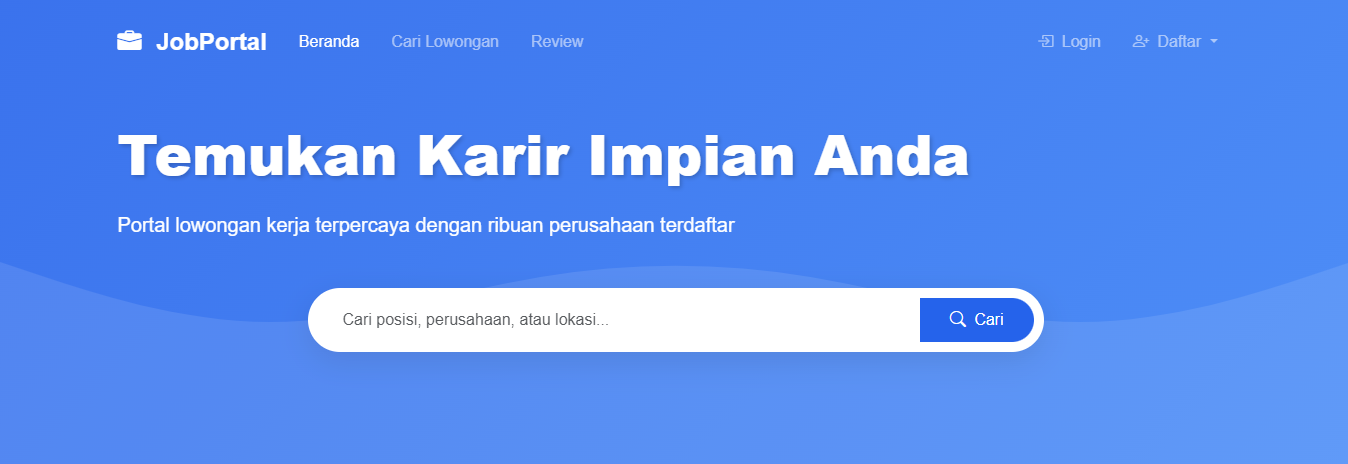 JobPortal Beranda Cari Lowongan Review Login Daftar
Temukan Karir Impian Anda
Portal lowongan kerja terpercaya dengan ribuan perusahaan terdaftar
Cari posisi, perusahaan, atau lokasi... Cari